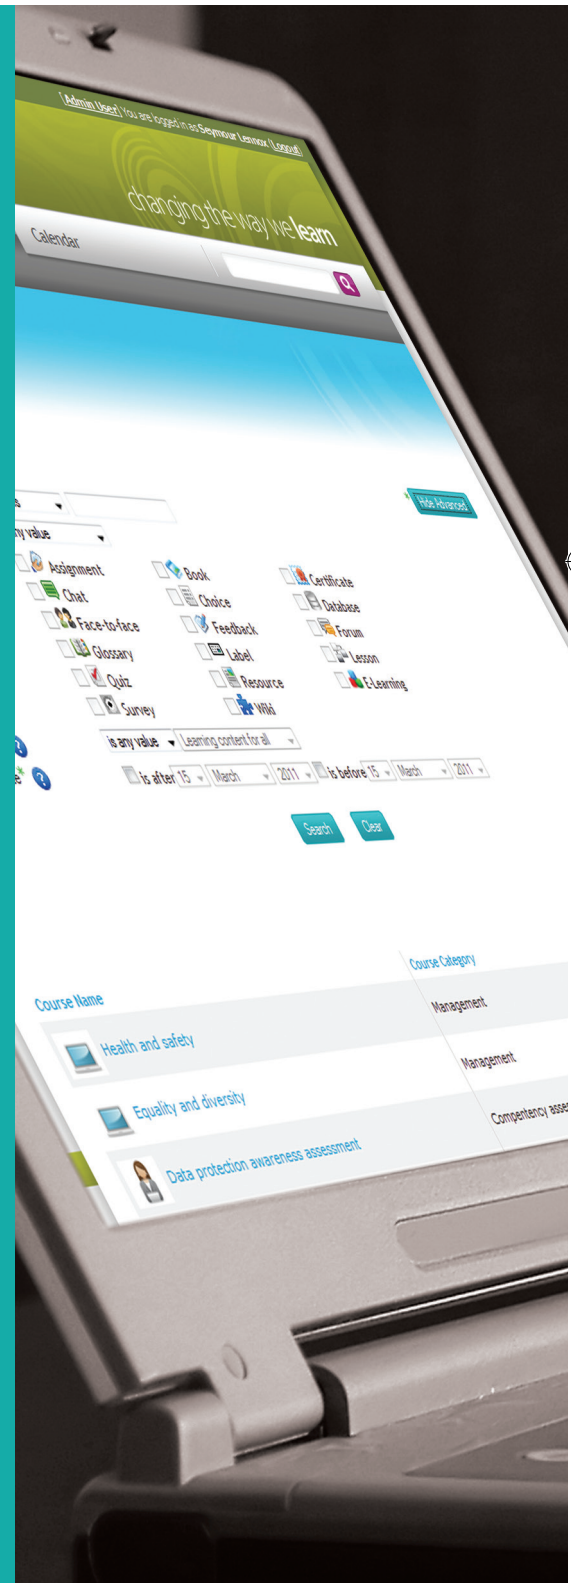 [Admin User] You are logged in as Seymour Lennox (Logout)
changing the way we learn
Calendar
Hide Advanced
ny value
Assignment Book Certificate
Chat Choice Database
Face-to-face Feedback Forum
Glossary Label Lesson
Quiz Resource E-Learning
Survey Wiki
is any value Learning content for all
is after 15 March 2011 is before 15 March 2011
Search Clear
Course Name Course Category
Health and safety Management
Equality and diversity Management
Data protection awareness assessment Compentency asses